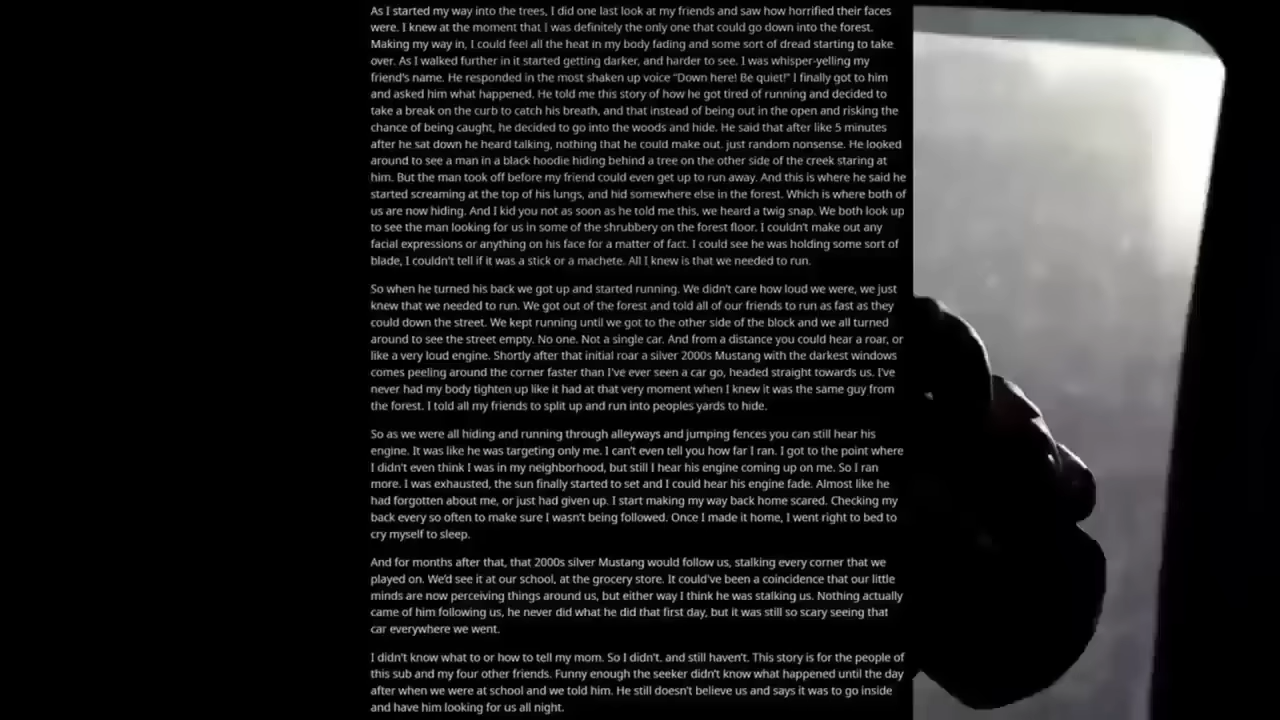 As I started my way into the trees, I did one last look at my friends and saw how horrified their faces
were. I knew at the moment that I was definitely the only one that could go down into the forest.
Making my way in, I could feel all the heat in my body fading and some sort of dread starting to take
over. As I walked further in it started getting darker, and harder to see. I was whisper-yelling my
friend's name. He responded in the most shaken up voice “Down here! Be quiet!” I finally got to him
and asked him what happened. He told me this story of how he got tired of running and decided to
take a break on the curb to catch his breath, and that instead of being out in the open and risking the
chance of being caught, he decided to go into the woods and hide. He said that after like 5 minutes
after he sat down he heard talking, nothing that he could make out. just random nonsense. He looked
around to see a man in a black hoodie hiding behind a tree on the other side of the creek staring at
him. But the man took off before my friend could even get up to run away. And this is where he said he
started screaming at the top of his lungs, and hid somewhere else in the forest. Which is where both of
us are now hiding. And I kid you not as soon as he told me this, we heard a twig snap. We both look up
to see the man looking for us in some of the shrubbery on the forest floor. I couldn't make out any
facial expressions or anything on his face for a matter of fact. I could see he was holding some sort of
blade, I couldn't tell if it was a stick or a machete. All I knew is that we needed to run.
So when he turned his back we got up and started running. We didn't care how loud we were, we just
knew that we needed to run. We got out of the forest and told all of our friends to run as fast as they
could down the street. We kept running until we got to the other side of the block and we all turned
around to see the street empty. No one. Not a single car. And from a distance you could hear a roar, or
like a very loud engine. Shortly after that initial roar a silver 2000s Mustang with the darkest windows
comes peeling around the corner faster than I've ever seen a car go, headed straight towards us. I've
never had my body tighten up like it had at that very moment when I knew it was the same guy from
the forest. I told all my friends to split up and run into peoples yards to hide.
So as we were all hiding and running through alleyways and jumping fences you can still hear his
engine. It was like he was targeting only me. I can't even tell you how far I ran. I got to the point where
I didn't even think I was in my neighborhood, but still I hear his engine coming up on me. So I ran
more. I was exhausted, the sun finally started to set and I could hear his engine fade. Almost like he
had forgotten about me, or just had given up. I start making my way back home scared. Checking my
back every so often to make sure I wasn't being followed. Once I made it home, I went right to bed to
cry myself to sleep.
And for months after that, that 2000s silver Mustang would follow us, stalking every corner that we
played on. We'd see it at our school, at the grocery store. It could've been a coincidence that our little
minds are now perceiving things around us, but either way I think he was stalking us. Nothing actually
came of him following us, he never did what he did that first day, but it was still so scary seeing that
car everywhere we went.
I didn't know what to or how to tell my mom. So I didn't. and still haven't. This story is for the people of
this sub and my four other friends. Funny enough the seeker didn't know what happened until the day
after when we were at school and we told him. He still doesn't believe us and says it was to go inside
and have him looking for us all night.